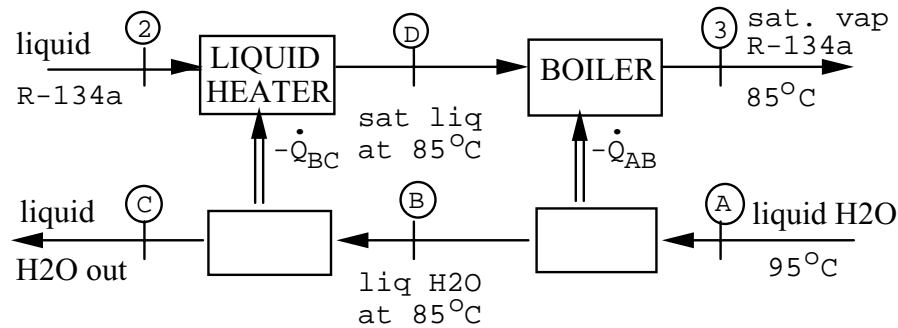 liquid
2
R-134a
LIQUID
HEATER
D
sat liq
at 85°C
BOILER
3
sat. vap
R-134a
85°C
-Q̇BC
-Q̇AB
liquid
C
H2O out
B
liq H2O
at 85°C
A
liquid H2O
95°C